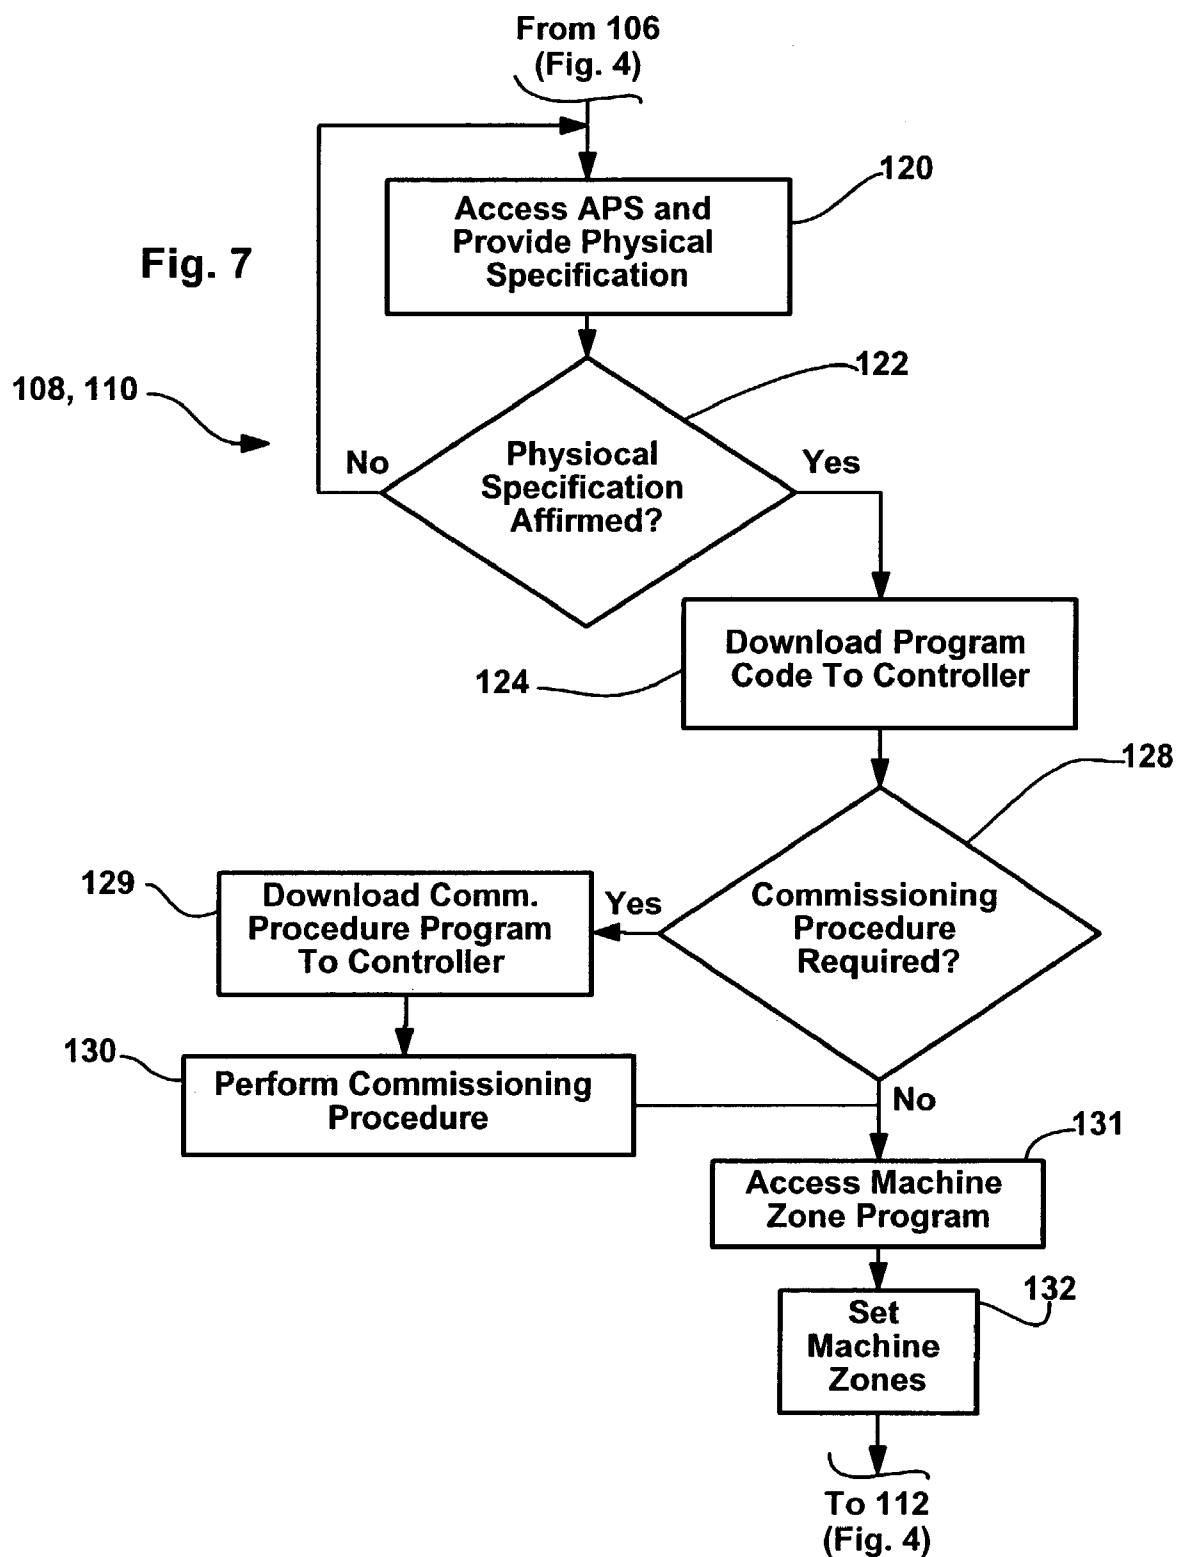 From 106
(Fig. 4)
120
Access APS and
Provide Physical
Specification
Fig. 7
122
108, 110
No
Physiocal
Specification
Affirmed?
Yes
Download Program
Code To Controller
124
128
129
Download Comm.
Procedure Program
To Controller
Yes
Commissioning
Procedure
Required?
130
Perform Commissioning
Procedure
No
131
Access Machine
Zone Program
132
Set
Machine
Zones
To 112
(Fig. 4)